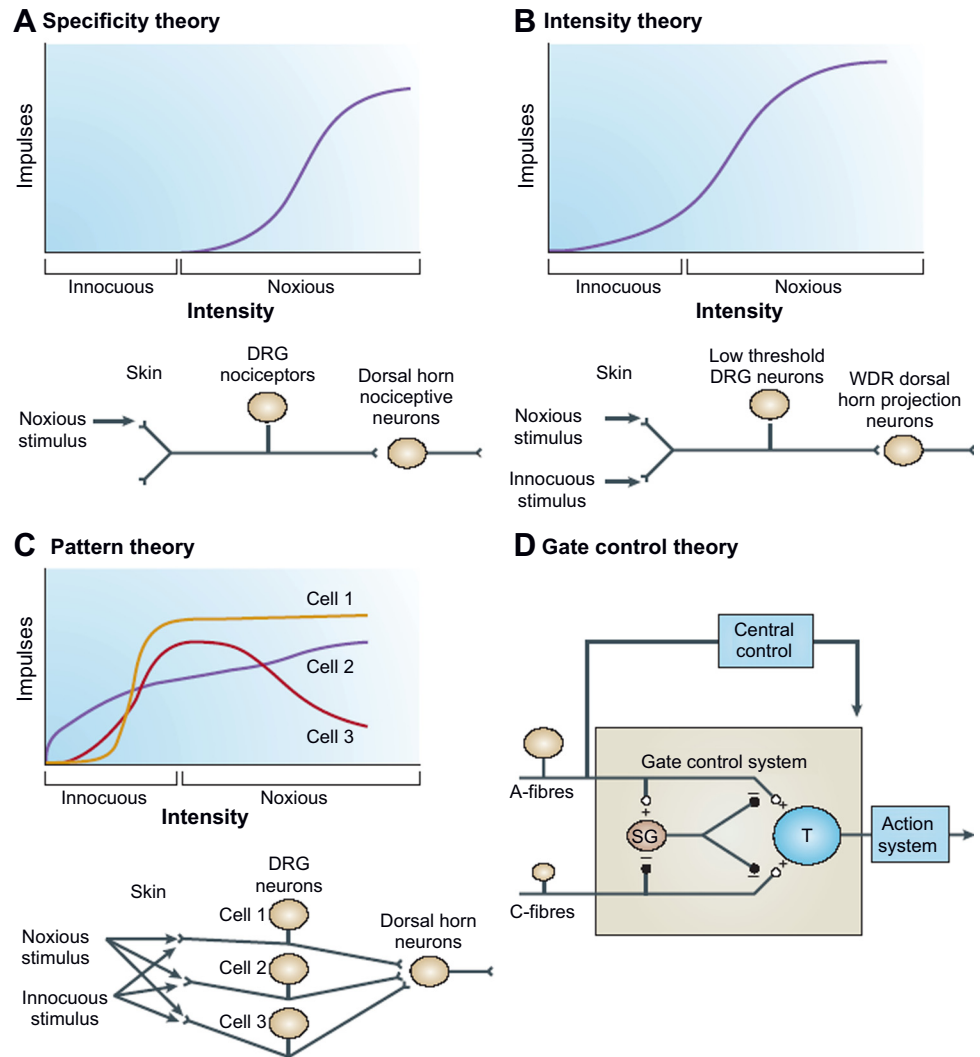 A Specificity theory
Impulses
Innocuous
Noxious
Intensity
Skin
DRG
nociceptors
Dorsal horn
nociceptive
neurons
Noxious
stimulus
B Intensity theory
Impulses
Innocuous
Noxious
Intensity
Skin
Low threshold
DRG neurons
WDR dorsal
horn projection
neurons
Noxious
stimulus
Innocuous
stimulus
C Pattern theory
Impulses
Cell 1
Cell 2
Cell 3
Innocuous
Noxious
Intensity
Skin
DRG
neurons
Cell 1
Cell 2
Cell 3
Dorsal horn
neurons
Noxious
stimulus
Innocuous
stimulus
D Gate control theory
Central
control
Gate control system
A-fibres
C-fibres
– +
+ SG T
– – +
Action
system